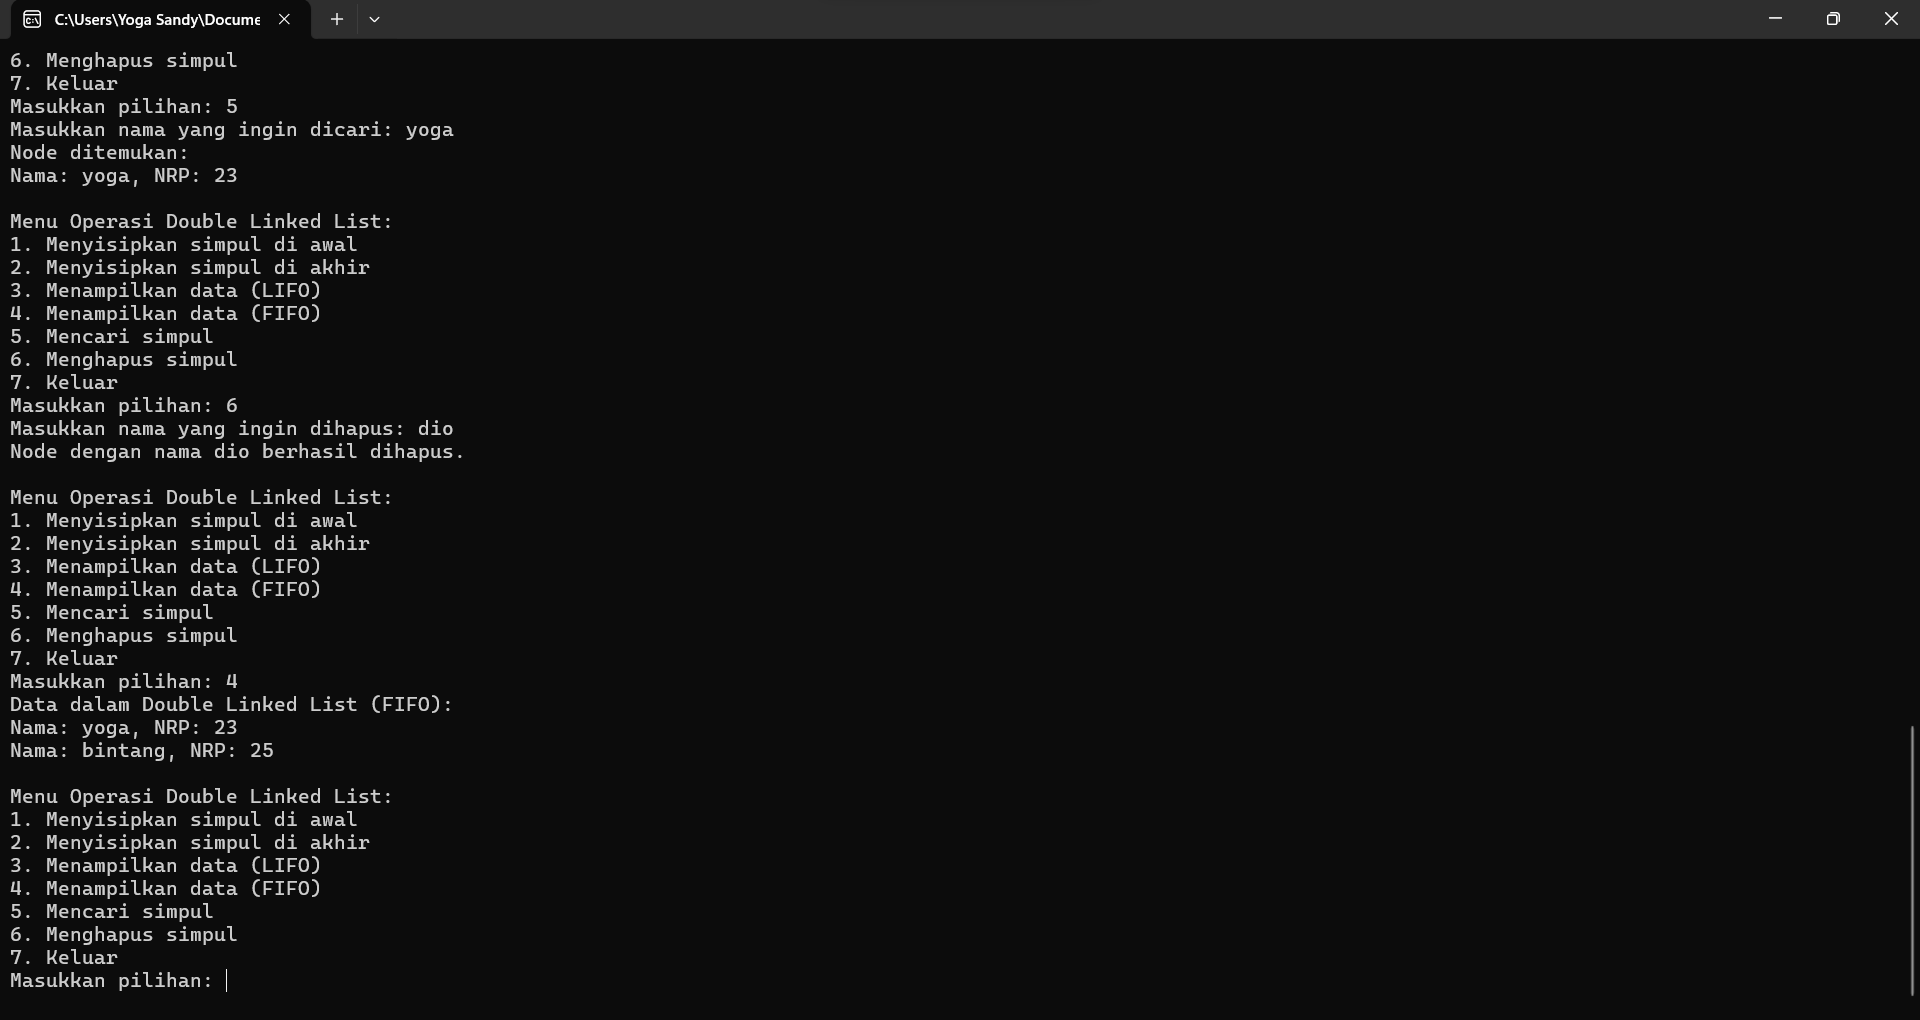 C:\Users\Yoga Sandy\Docume
6. Menghapus simpul
7. Keluar
Masukkan pilihan: 5
Masukkan nama yang ingin dicari: yoga
Node ditemukan:
Nama: yoga, NRP: 23
Menu Operasi Double Linked List:
1. Menyisipkan simpul di awal
2. Menyisipkan simpul di akhir
3. Menampilkan data (LIFO)
4. Menampilkan data (FIFO)
5. Mencari simpul
6. Menghapus simpul
7. Keluar
Masukkan pilihan: 6
Masukkan nama yang ingin dihapus: dio
Node dengan nama dio berhasil dihapus.
Menu Operasi Double Linked List:
1. Menyisipkan simpul di awal
2. Menyisipkan simpul di akhir
3. Menampilkan data (LIFO)
4. Menampilkan data (FIFO)
5. Mencari simpul
6. Menghapus simpul
7. Keluar
Masukkan pilihan: 4
Data dalam Double Linked List (FIFO):
Nama: yoga, NRP: 23
Nama: bintang, NRP: 25
Menu Operasi Double Linked List:
1. Menyisipkan simpul di awal
2. Menyisipkan simpul di akhir
3. Menampilkan data (LIFO)
4. Menampilkan data (FIFO)
5. Mencari simpul
6. Menghapus simpul
7. Keluar
Masukkan pilihan: